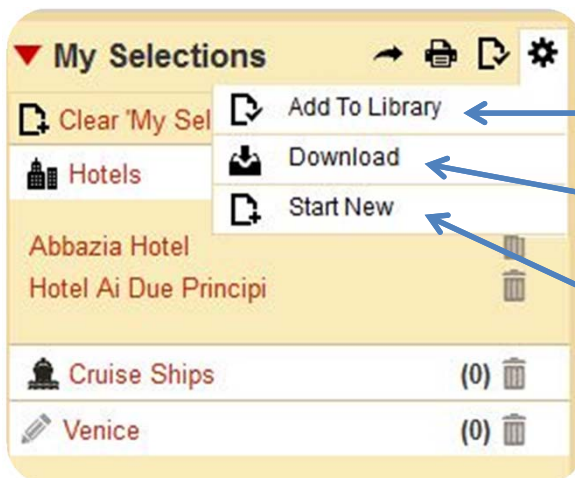 My Selections
Clear 'My Sel
Add To Library
Download
Start New
Hotels
Abbazia Hotel
Hotel Ai Due Principi
Cruise Ships (0)
Venice (0)